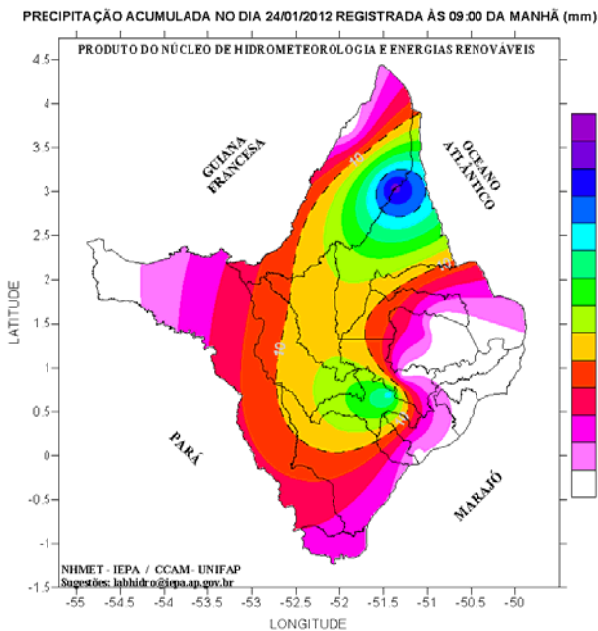 PRECIPITAÇÃO ACUMULADA NO DIA 24/01/2012 REGISTRADA ÀS 09:00 DA MANHÃ (mm)
PRODUTO DO NÚCLEO DE HIDROMETEOROLOGIA E ENERGIAS RENOVÁVEIS
GUIANA
FRANCESA
OCEANO
ATLÂNTICO
10
10
10
10
PARÁ
MARAJÓ
LATITUDE
4.5
4
3.5
3
2.5
2
1.5
1
0.5
0
-0.5
-1
-1.5
NHMET - IEPA / CCAM - UNIFAP
Sugestões: labhidro@iepa.ap.gov.br
-55 -54.5 -54 -53.5 -53 -52.5 -52 -51.5 -51 -50.5 -50
LONGITUDE